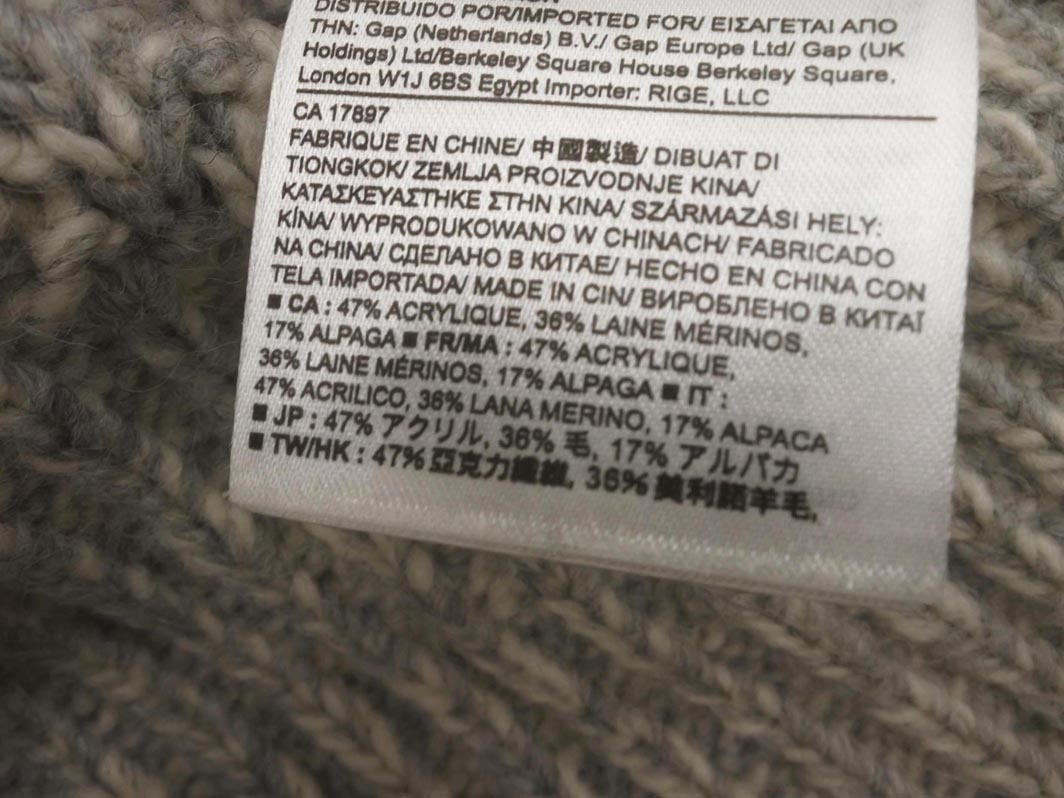 DISTRIBUIDO POR/IMPORTED FOR/ ΕΙΣΑΓΕΤΑΙ ΑΠΟ
ΤΗΝ: Gap (Netherlands) B.V./ Gap Europe Ltd/ Gap (UK
Holdings) Ltd/Berkeley Square House Berkeley Square,
London W1J 6BS Egypt Importer: RIGE, LLC
CA 17897
FABRIQUE EN CHINE/ 中國製造/ DIBUAT DI
TIONGKOK/ ZEMLJA PROIZVODNJE KINA/
ΚΑΤΑΣΚΕΥΑΣΤΗΚΕ ΣΤΗΝ ΚΙΝΑ/ SZÁRMAZÁSI HELY:
KÍNA/ WYPRODUKOWANO W CHINACH/ FABRICADO
NA CHINA/ СДЕЛАНО В КИТАЕ/ HECHO EN CHINA CON
TELA IMPORTADA/ MADE IN CIN/ ВИРОБЛЕНО В КИТАЇ
■ CA : 47% ACRYLIQUE, 36% LAINE MÉRINOS,
17% ALPAGA ■ FR/MA : 47% ACRYLIQUE,
36% LAINE MÉRINOS, 17% ALPAGA ■ IT :
47% ACRILICO, 36% LANA MERINO, 17% ALPACA
■ JP : 47% アクリル, 36% 毛, 17% アルパカ
■ TW/HK : 47% 亞克力纖維, 36% 美利諾羊毛,